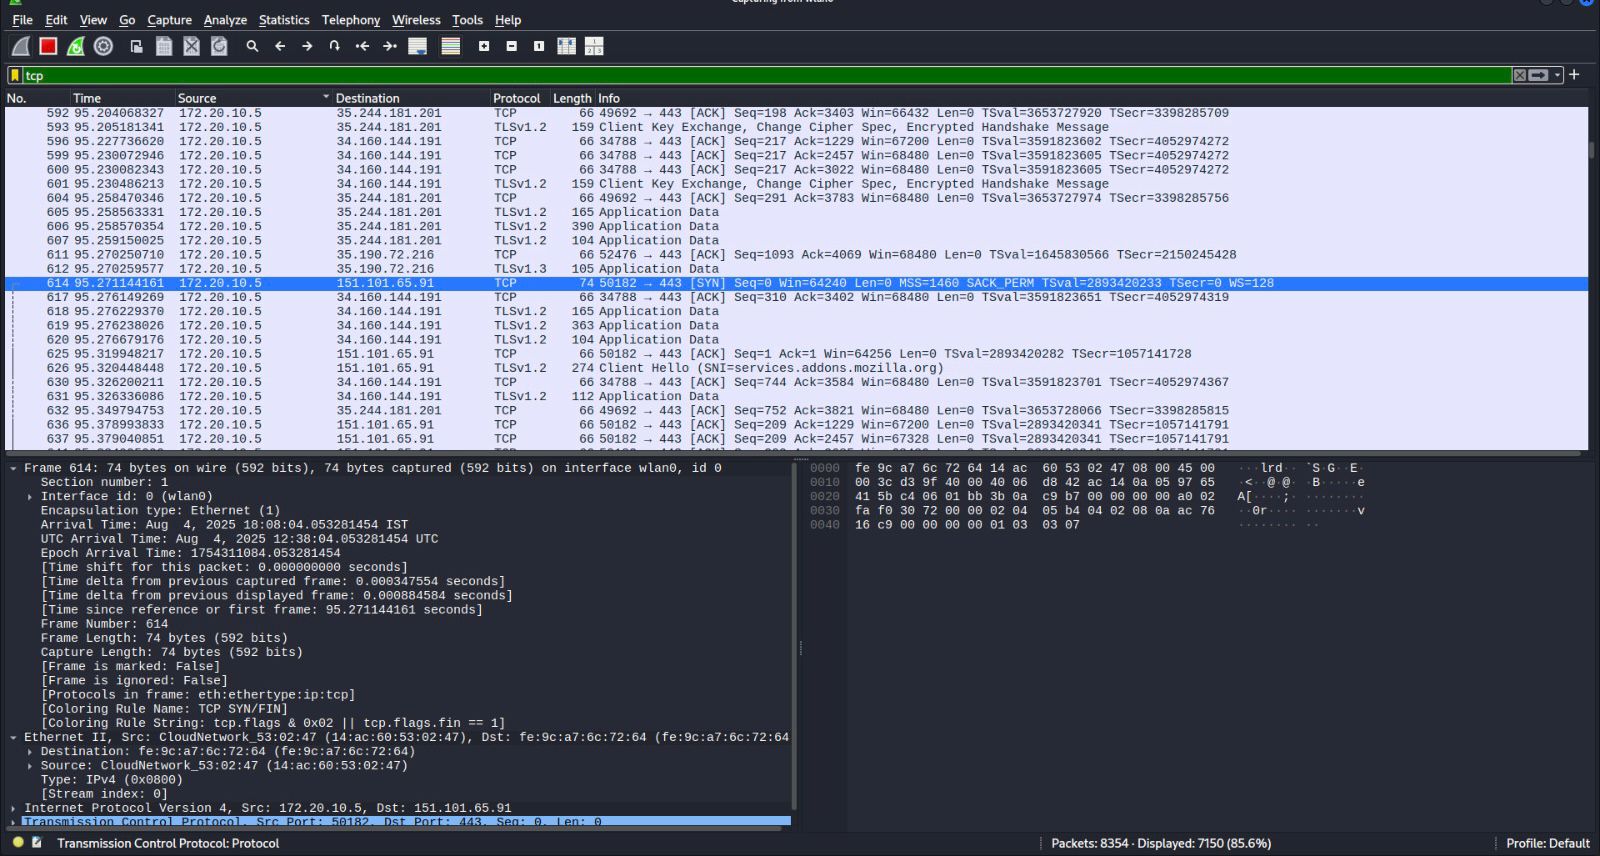 Capturing from wlan0
File Edit View Go Capture Analyze Statistics Telephony Wireless Tools Help
tcp
No. Time Source Destination Protocol Length Info
592 95.204068327 172.20.10.5 35.244.181.201 TCP 66 49692 → 443 [ACK] Seq=198 Ack=3403 Win=66432 Len=0 TSval=3653727920 TSecr=3398285709
593 95.205181341 172.20.10.5 35.244.181.201 TLSv1.2 159 Client Key Exchange, Change Cipher Spec, Encrypted Handshake Message
596 95.227736620 172.20.10.5 34.160.144.191 TCP 66 34788 → 443 [ACK] Seq=217 Ack=1229 Win=67200 Len=0 TSval=3591823602 TSecr=4052974272
599 95.230072946 172.20.10.5 34.160.144.191 TCP 66 34788 → 443 [ACK] Seq=217 Ack=2457 Win=68480 Len=0 TSval=3591823605 TSecr=4052974272
600 95.230082343 172.20.10.5 34.160.144.191 TCP 66 34788 → 443 [ACK] Seq=217 Ack=3022 Win=68480 Len=0 TSval=3591823605 TSecr=4052974272
601 95.230486213 172.20.10.5 34.160.144.191 TLSv1.2 159 Client Key Exchange, Change Cipher Spec, Encrypted Handshake Message
604 95.258470346 172.20.10.5 35.244.181.201 TCP 66 49692 → 443 [ACK] Seq=291 Ack=3783 Win=68480 Len=0 TSval=3653727974 TSecr=3398285756
605 95.258563331 172.20.10.5 35.244.181.201 TLSv1.2 165 Application Data
606 95.258570354 172.20.10.5 35.244.181.201 TLSv1.2 390 Application Data
607 95.259150025 172.20.10.5 35.244.181.201 TLSv1.2 104 Application Data
611 95.270250710 172.20.10.5 35.190.72.216 TCP 66 52476 → 443 [ACK] Seq=1093 Ack=4069 Win=68480 Len=0 TSval=1645830566 TSecr=2150245428
612 95.270259577 172.20.10.5 35.190.72.216 TLSv1.3 105 Application Data
614 95.271144161 172.20.10.5 151.101.65.91 TCP 74 50182 → 443 [SYN] Seq=0 Win=64240 Len=0 MSS=1460 SACK_PERM TSval=2893420233 TSecr=0 WS=128
617 95.276149269 172.20.10.5 34.160.144.191 TCP 66 34788 → 443 [ACK] Seq=310 Ack=3402 Win=68480 Len=0 TSval=3591823651 TSecr=4052974319
618 95.276229370 172.20.10.5 34.160.144.191 TLSv1.2 165 Application Data
619 95.276238026 172.20.10.5 34.160.144.191 TLSv1.2 363 Application Data
620 95.276679176 172.20.10.5 34.160.144.191 TLSv1.2 104 Application Data
625 95.319948217 172.20.10.5 151.101.65.91 TCP 66 50182 → 443 [ACK] Seq=1 Ack=1 Win=64256 Len=0 TSval=2893420282 TSecr=1057141728
626 95.320448448 172.20.10.5 151.101.65.91 TLSv1.2 274 Client Hello (SNI=services.addons.mozilla.org)
630 95.326200211 172.20.10.5 34.160.144.191 TCP 66 34788 → 443 [ACK] Seq=744 Ack=3584 Win=68480 Len=0 TSval=3591823701 TSecr=4052974367
631 95.326336086 172.20.10.5 34.160.144.191 TLSv1.2 112 Application Data
632 95.349794753 172.20.10.5 35.244.181.201 TCP 66 49692 → 443 [ACK] Seq=752 Ack=3821 Win=68480 Len=0 TSval=3653728066 TSecr=3398285815
636 95.378993833 172.20.10.5 151.101.65.91 TCP 66 50182 → 443 [ACK] Seq=209 Ack=1229 Win=67200 Len=0 TSval=2893420341 TSecr=1057141791
637 95.379040851 172.20.10.5 151.101.65.91 TCP 66 50182 → 443 [ACK] Seq=209 Ack=2457 Win=67328 Len=0 TSval=2893420341 TSecr=1057141791
Frame 614: 74 bytes on wire (592 bits), 74 bytes captured (592 bits) on interface wlan0, id 0
Section number: 1
Interface id: 0 (wlan0)
Encapsulation type: Ethernet (1)
Arrival Time: Aug  4, 2025 18:08:04.053281454 IST
UTC Arrival Time: Aug  4, 2025 12:38:04.053281454 UTC
Epoch Arrival Time: 1754311084.053281454
[Time shift for this packet: 0.000000000 seconds]
[Time delta from previous captured frame: 0.000347554 seconds]
[Time delta from previous displayed frame: 0.000884584 seconds]
[Time since reference or first frame: 95.271144161 seconds]
Frame Number: 614
Frame Length: 74 bytes (592 bits)
Capture Length: 74 bytes (592 bits)
[Frame is marked: False]
[Frame is ignored: False]
[Protocols in frame: eth:ethertype:ip:tcp]
[Coloring Rule Name: TCP SYN/FIN]
[Coloring Rule String: tcp.flags & 0x02 || tcp.flags.fin == 1]
Ethernet II, Src: CloudNetwork_53:02:47 (14:ac:60:53:02:47), Dst: fe:9c:a7:6c:72:64 (fe:9c:a7:6c:72:64
Destination: fe:9c:a7:6c:72:64 (fe:9c:a7:6c:72:64)
Source: CloudNetwork_53:02:47 (14:ac:60:53:02:47)
Type: IPv4 (0x0800)
[Stream index: 0]
Internet Protocol Version 4, Src: 172.20.10.5, Dst: 151.101.65.91
Transmission Control Protocol, Src Port: 50182, Dst Port: 443, Seq: 0, Len: 0
0000 fe 9c a7 6c 72 64 14 ac 60 53 02 47 08 00 45 00 ···lrd·· `S·G··E·
0010 00 3c d3 9f 40 00 40 06 d8 42 ac 14 0a 05 97 65 ·<··@·@· ·B·····e
0020 41 5b c4 06 01 bb 3b 0a c9 b7 00 00 00 00 a0 02 A[····;· ········
0030 fa f0 30 72 00 00 02 04 05 b4 04 02 08 0a ac 76 ··0r···· ·······v
0040 16 c9 00 00 00 00 01 03 03 07 ········ ··
Transmission Control Protocol: Protocol
Packets: 8354 · Displayed: 7150 (85.6%)
Profile: Default